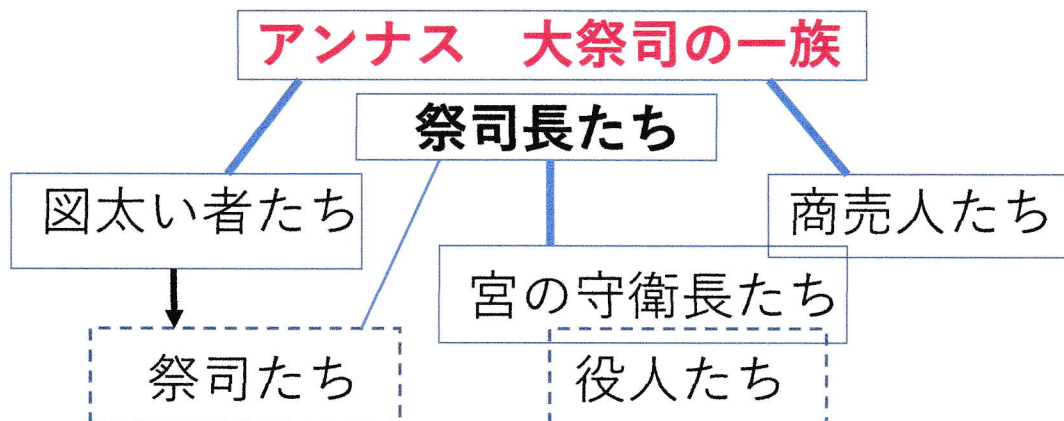 アンナス　大祭司の一族
祭司長たち
図太い者たち
商売人たち
宮の守衛長たち
祭司たち
役人たち